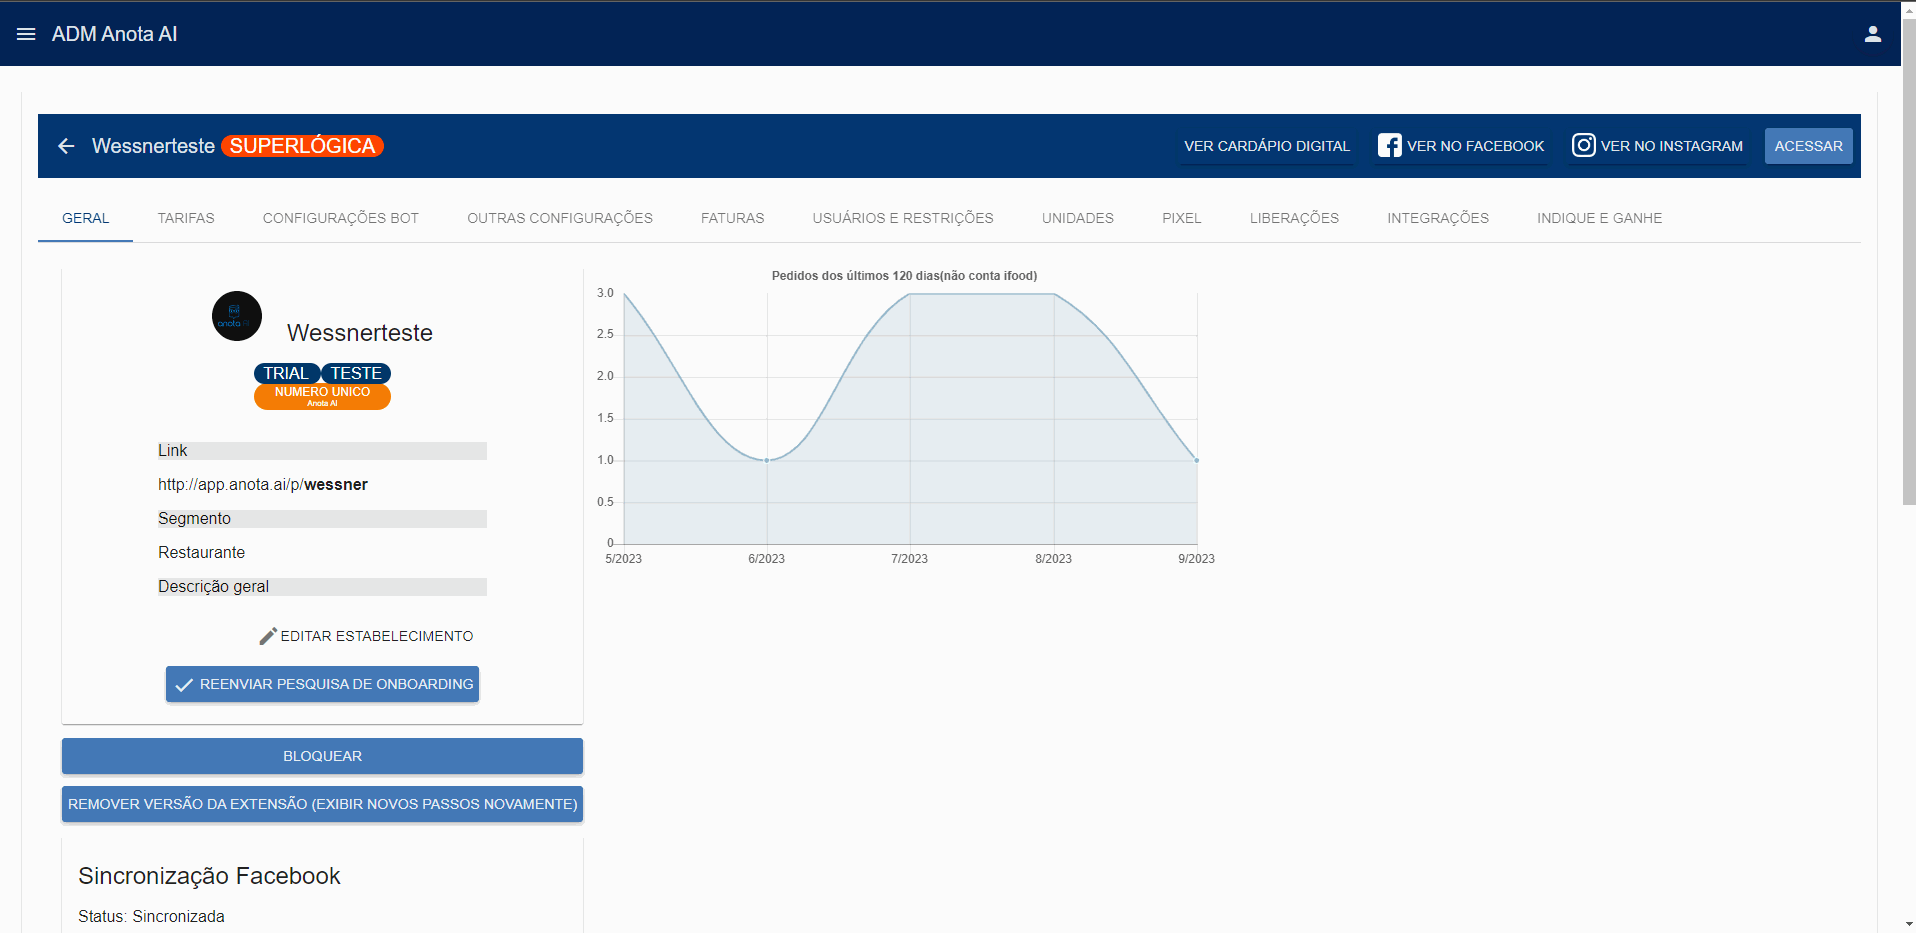 ADM Anota AI
Wessnerteste SUPERLÓGICA
VER CARDÁPIO DIGITAL VER NO FACEBOOK VER NO INSTAGRAM ACESSAR
GERAL TARIFAS CONFIGURAÇÕES BOT OUTRAS CONFIGURAÇÕES FATURAS USUÁRIOS E RESTRIÇÕES UNIDADES PIXEL LIBERAÇÕES INTEGRAÇÕES INDIQUE E GANHE
anota AI
Wessnerteste
TRIAL TESTE
NUMERO UNICO
Anota AI
Link
http://app.anota.ai/p/wessner
Segmento
Restaurante
Descrição geral
EDITAR ESTABELECIMENTO
REENVIAR PESQUISA DE ONBOARDING
BLOQUEAR
REMOVER VERSÃO DA EXTENSÃO (EXIBIR NOVOS PASSOS NOVAMENTE)
Sincronização Facebook
Status: Sincronizada
Pedidos dos últimos 120 dias(não conta ifood)
3.0
2.5
2.0
1.5
1.0
0.5
0
5/2023 6/2023 7/2023 8/2023 9/2023